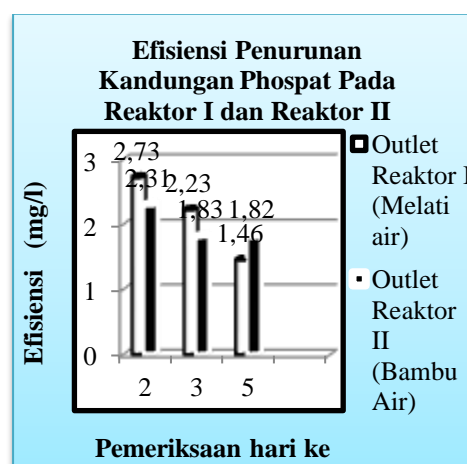 Efisiensi Penurunan
Kandungan Phospat Pada
Reaktor I dan Reaktor II
Efisiensi (mg/l)
3
2
1
0
2,73
2,31
2,23
1,83
1,46
1,82
2 3 5
Pemeriksaan hari ke
Outlet
Reaktor I
(Melati
air)
Outlet
Reaktor
II
(Bambu
Air)